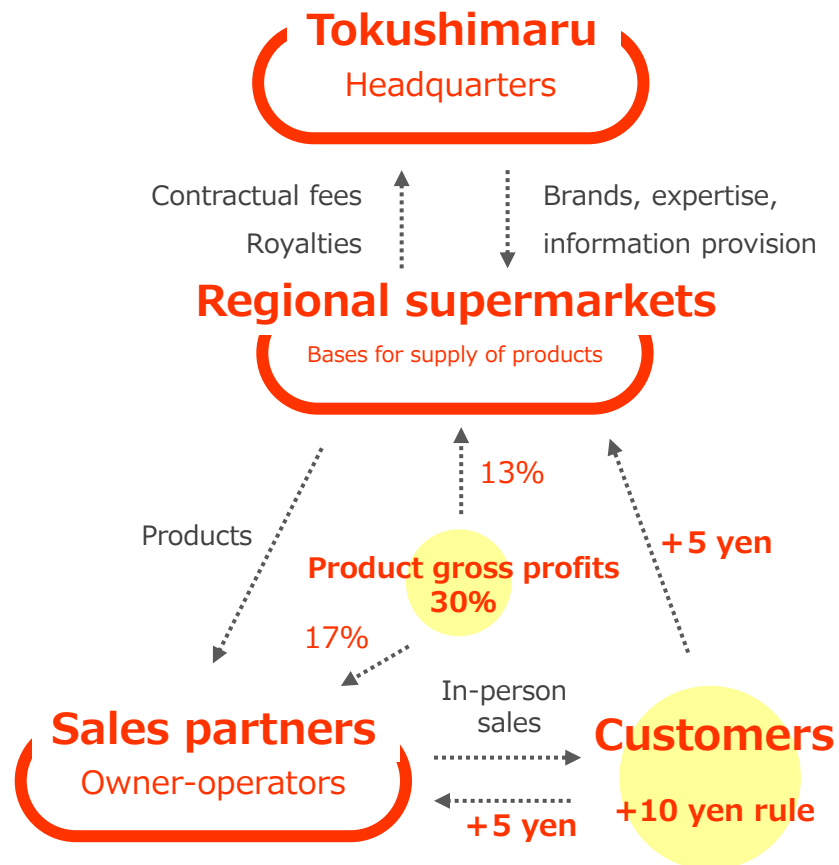 Tokushimaru
Headquarters
Contractual fees
Royalties
Brands, expertise,
information provision
Regional supermarkets
Bases for supply of products
13%
Products
+5 yen
Product gross profits
30%
17%
In-person
sales
Sales partners
Owner-operators
Customers
+10 yen rule
+5 yen